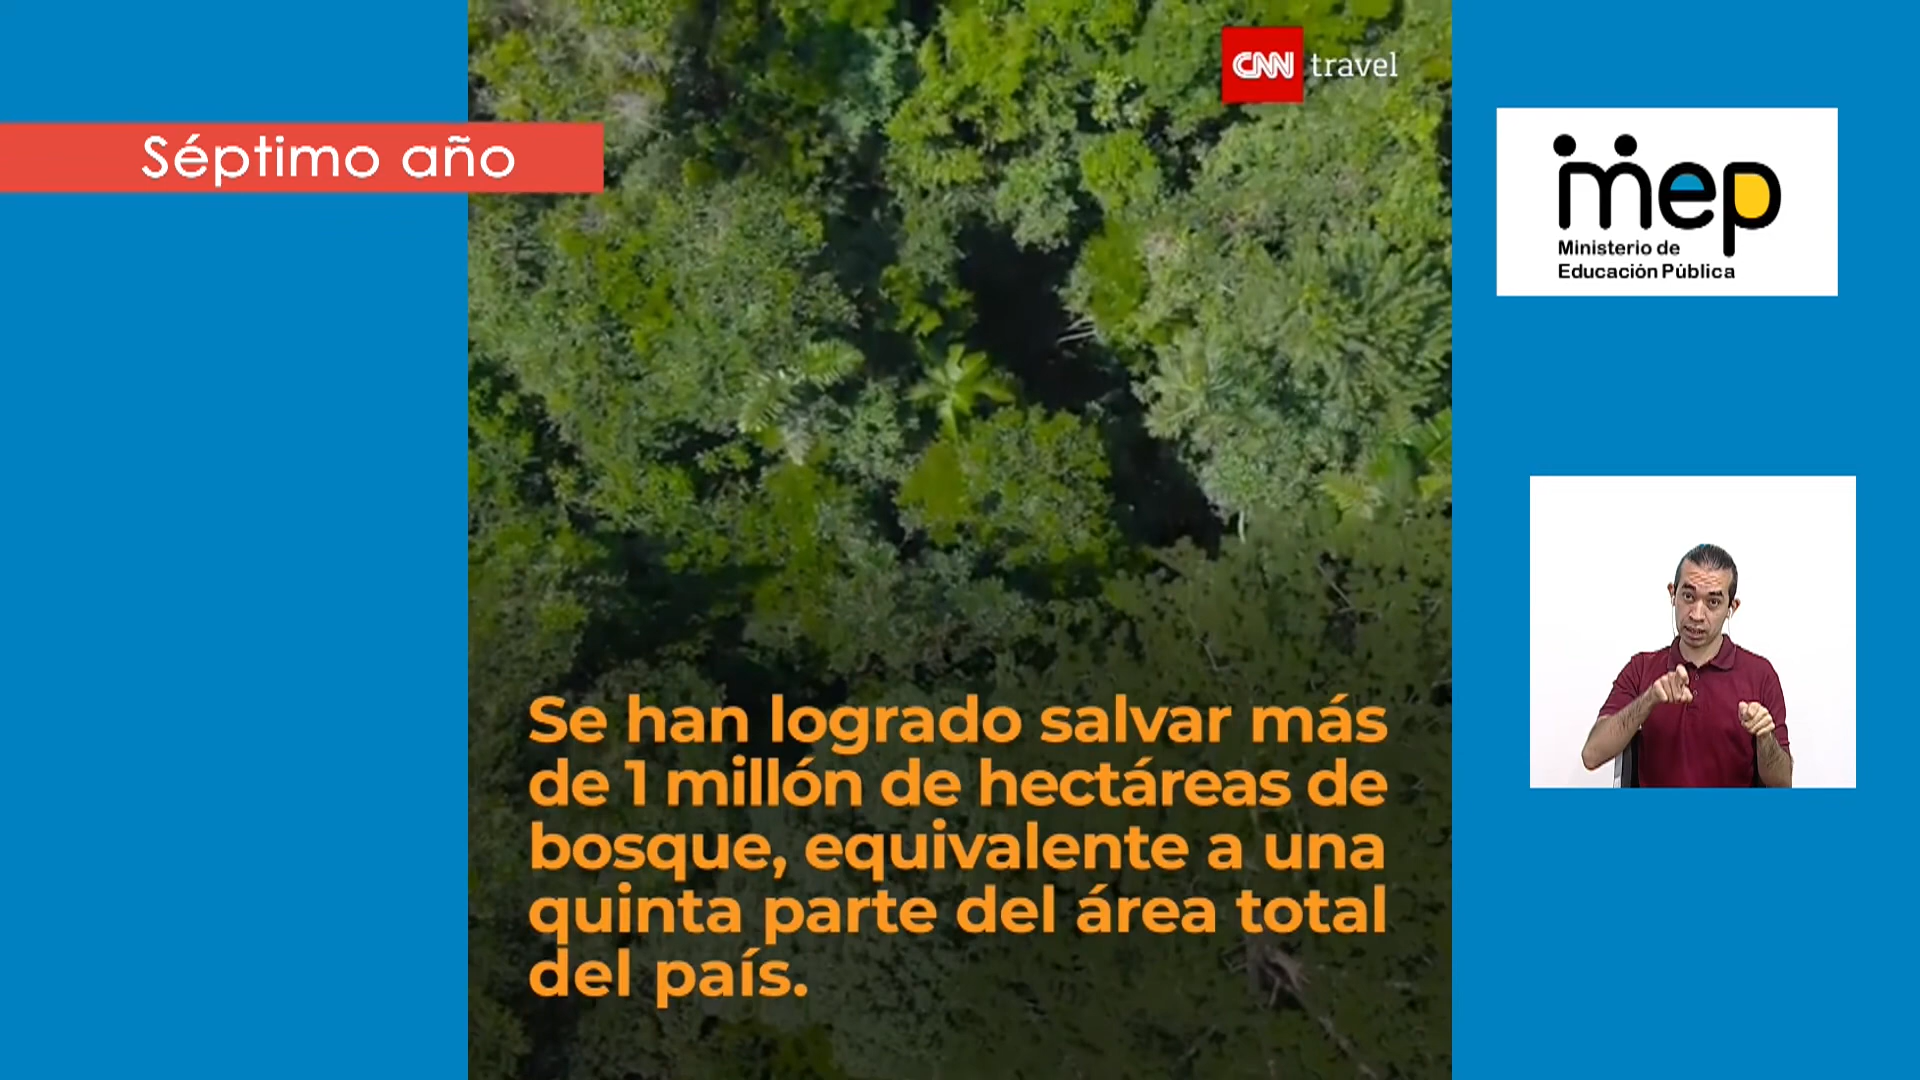 CNN travel
Séptimo año
mep
Ministerio de
Educación Pública
Se han logrado salvar más
de 1 millón de hectáreas de
bosque, equivalente a una
quinta parte del área total
del país.